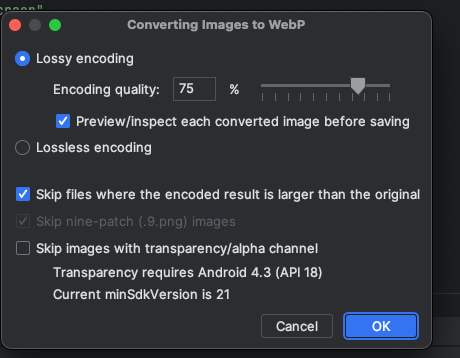 Converting Images to WebP
Lossy encoding
Encoding quality: 75 %
Preview/inspect each converted image before saving
Lossless encoding
Skip files where the encoded result is larger than the original
Skip nine-patch (.9.png) images
Skip images with transparency/alpha channel
Transparency requires Android 4.3 (API 18)
Current minSdkVersion is 21
Cancel OK